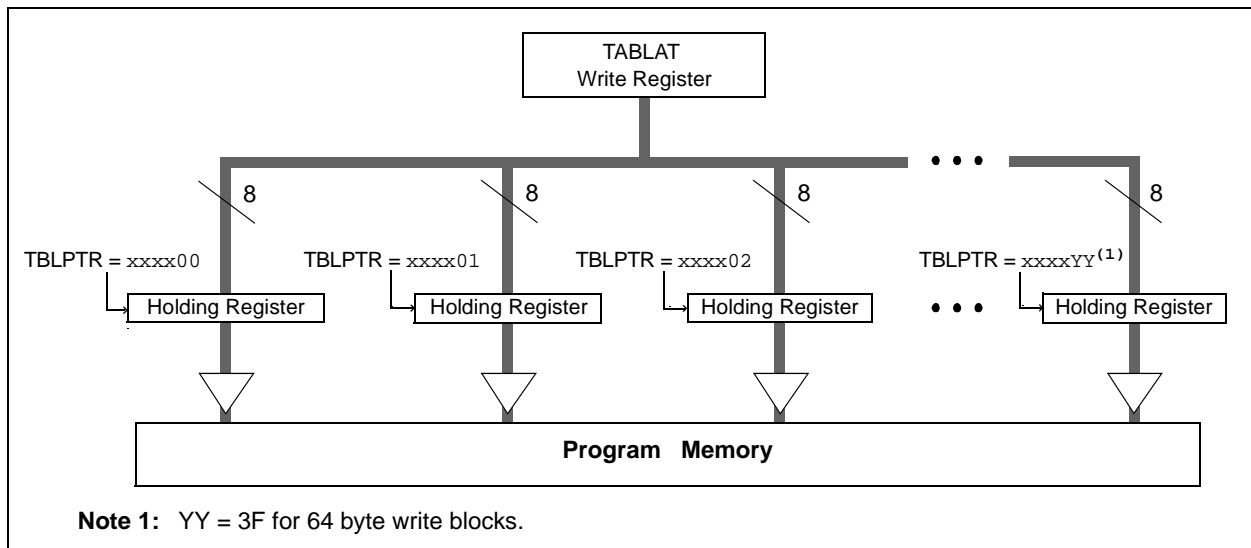 TABLAT
Write Register
8 8 8 8
TBLPTR = xxxx00 TBLPTR = xxxx01 TBLPTR = xxxx02 TBLPTR = xxxxYY(1)
Holding Register Holding Register Holding Register Holding Register
Program Memory
Note 1: YY = 3F for 64 byte write blocks.